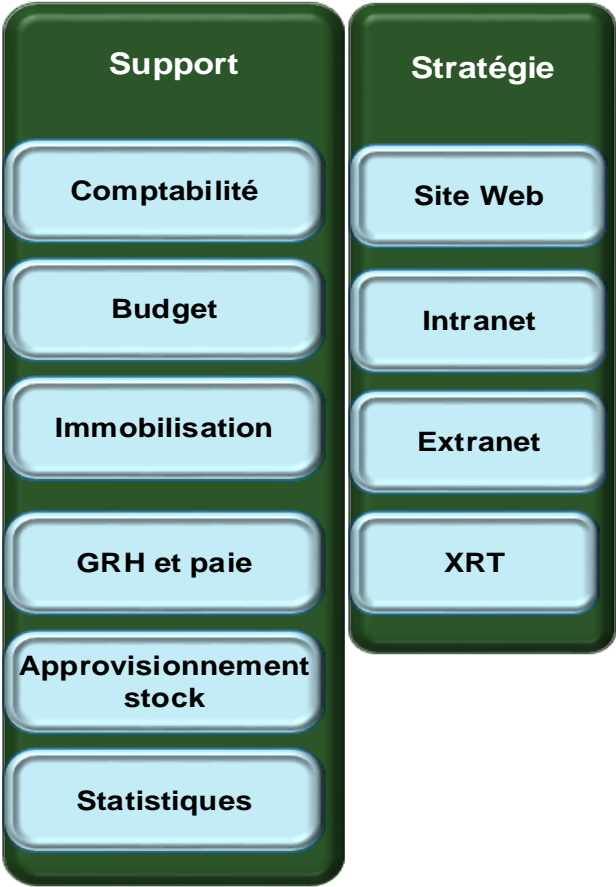 Support
Comptabilité
Budget
Immobilisation
GRH et paie
Approvisionnement
stock
Statistiques
Stratégie
Site Web
Intranet
Extranet
XRT